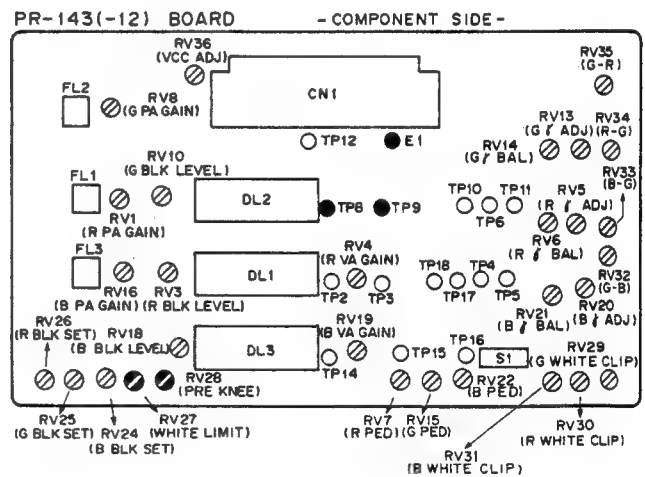 PR-143(-12) BOARD
-COMPONENT SIDE-
RV36
(VCC ADJ)
RV35
(G-R)
FL2
RV8
(G PA GAIN)
CN1
RV13
(G γ ADJ)
RV34
(R-G)
TP12
E1
RV14
(G γ BAL)
RV33
(B-G)
RV10
(G BLK LEVEL)
FL1
DL2
TP8
TP9
TP10
TP11
TP6
RV5
(R γ ADJ)
RV1
(R PA GAIN)
RV6
(R γ BAL)
FL3
DL1
RV4
(R VA GAIN)
TP18
TP4
TP2
TP3
TP17
TP5
RV32
(G-B)
RV16
(B PA GAIN)
RV3
(R BLK LEVEL)
RV20
(B γ ADJ)
RV21
(B γ BAL)
RV26
(R BLK SET)
RV18
(B BLK LEVEL)
DL3
RV19
(B VA GAIN)
TP14
TP15
TP16
S1
RV29
(G WHITE CLIP)
RV28
(PRE KNEE)
RV22
(B PED)
RV25
(G BLK SET)
RV24
(B BLK SET)
RV27
(WHITE LIMIT)
RV7
(R PED)
RV15
(G PED)
RV30
(R WHITE CLIP)
RV31
(B WHITE CLIP)